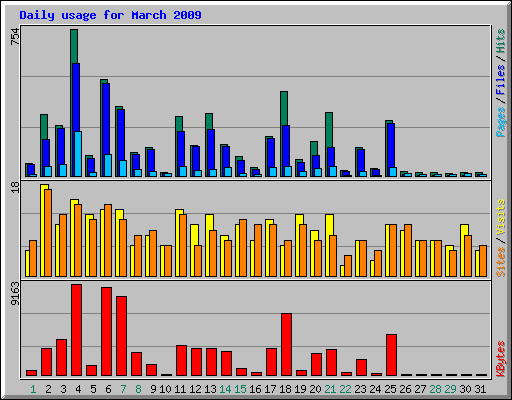 Daily usage for March 2009
754
Pages / Files / Hits
18
Sites / Visits
9163
KBytes
1 2 3 4 5 6 7 8 9 10 11 12 13 14 15 16 17 18 19 20 21 22 23 24 25 26 27 28 29 30 31